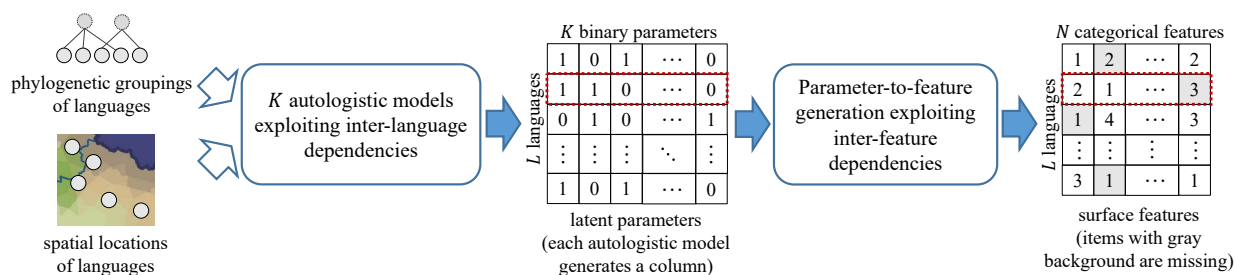 phylogenetic groupings
of languages
spatial locations
of languages
K autologistic models
exploiting inter-language
dependencies
K binary parameters
L languages
1 0 1 ⋯ 0
1 1 0 ⋯ 0
0 1 0 ⋯ 1
⋮ ⋮ ⋮ ⋱ ⋮
1 0 1 ⋯ 0
latent parameters
(each autologistic model
generates a column)
Parameter-to-feature
generation exploiting
inter-feature
dependencies
N categorical features
L languages
1 2 ⋯ 2
2 1 ⋯ 3
1 4 ⋯ 3
⋮ ⋮ ⋮ ⋮
3 1 ⋯ 1
surface features
(items with gray
background are missing)